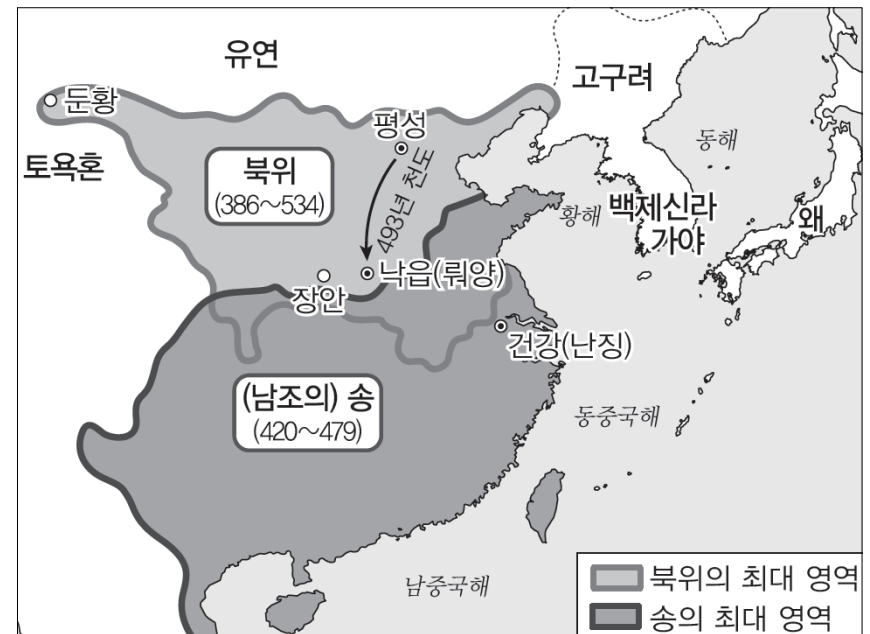 유연
고구려
둔황
평성
동해
토욕혼
북위
(386~534)
493년 천도
황해
백제신라
가야
왜
낙읍(뤄양)
장안
건강(난징)
(남조의) 송
(420~479)
동중국해
남중국해
북위의 최대 영역
송의 최대 영역